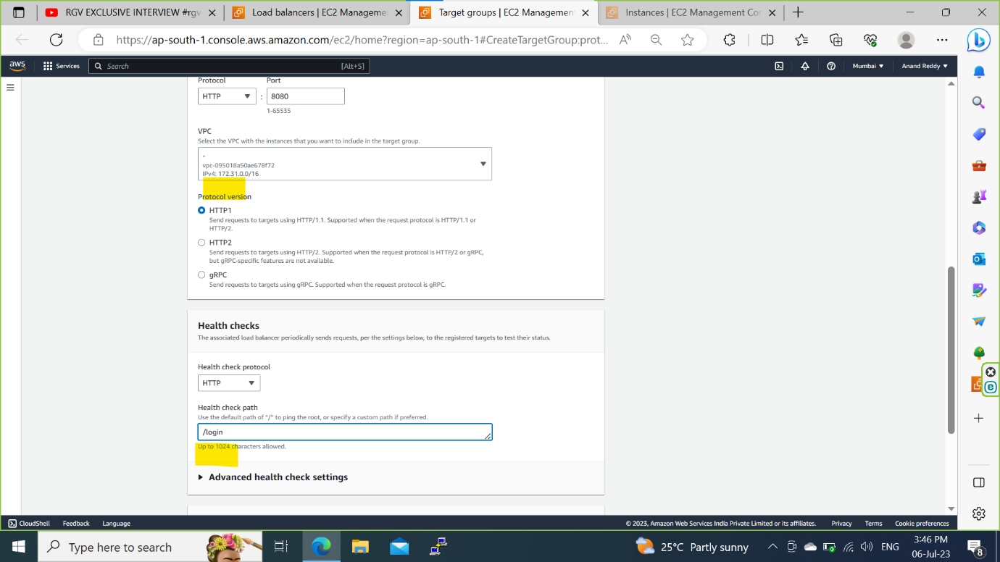 RGV EXCLUSIVE INTERVIEW #rgv
Load balancers | EC2 Manageme
Target groups | EC2 Management
Instances | EC2 Management Co
https://ap-south-1.console.aws.amazon.com/ec2/home?region=ap-south-1#CreateTargetGroup:prot...
aws
Services
Search
[Alt+S]
Mumbai
Anand Reddy
Protocol
Port
HTTP
:
8080
1-65535
VPC
Select the VPC with the instances that you want to include in the target group.
-
vpc-095018a50ae678f72
IPv4: 172.31.0.0/16
Protocol version
HTTP1
Send requests to targets using HTTP/1.1. Supported when the request protocol is HTTP/1.1 or
HTTP/2.
HTTP2
Send requests to targets using HTTP/2. Supported when the request protocol is HTTP/2 or gRPC,
but gRPC-specific features are not available.
gRPC
Send requests to targets using gRPC. Supported when the request protocol is gRPC.
Health checks
The associated load balancer periodically sends requests, per the settings below, to the registered targets to test their status.
Health check protocol
HTTP
Health check path
Use the default path of "/" to ping the root, or specify a custom path if preferred.
/login
Up to 1024 characters allowed.
Advanced health check settings
CloudShell
Feedback
Language
© 2023, Amazon Web Services India Private Limited or its affiliates.
Privacy
Terms
Cookie preferences
Type here to search
25°C Partly sunny
ENG
3:46 PM
06-Jul-23
8